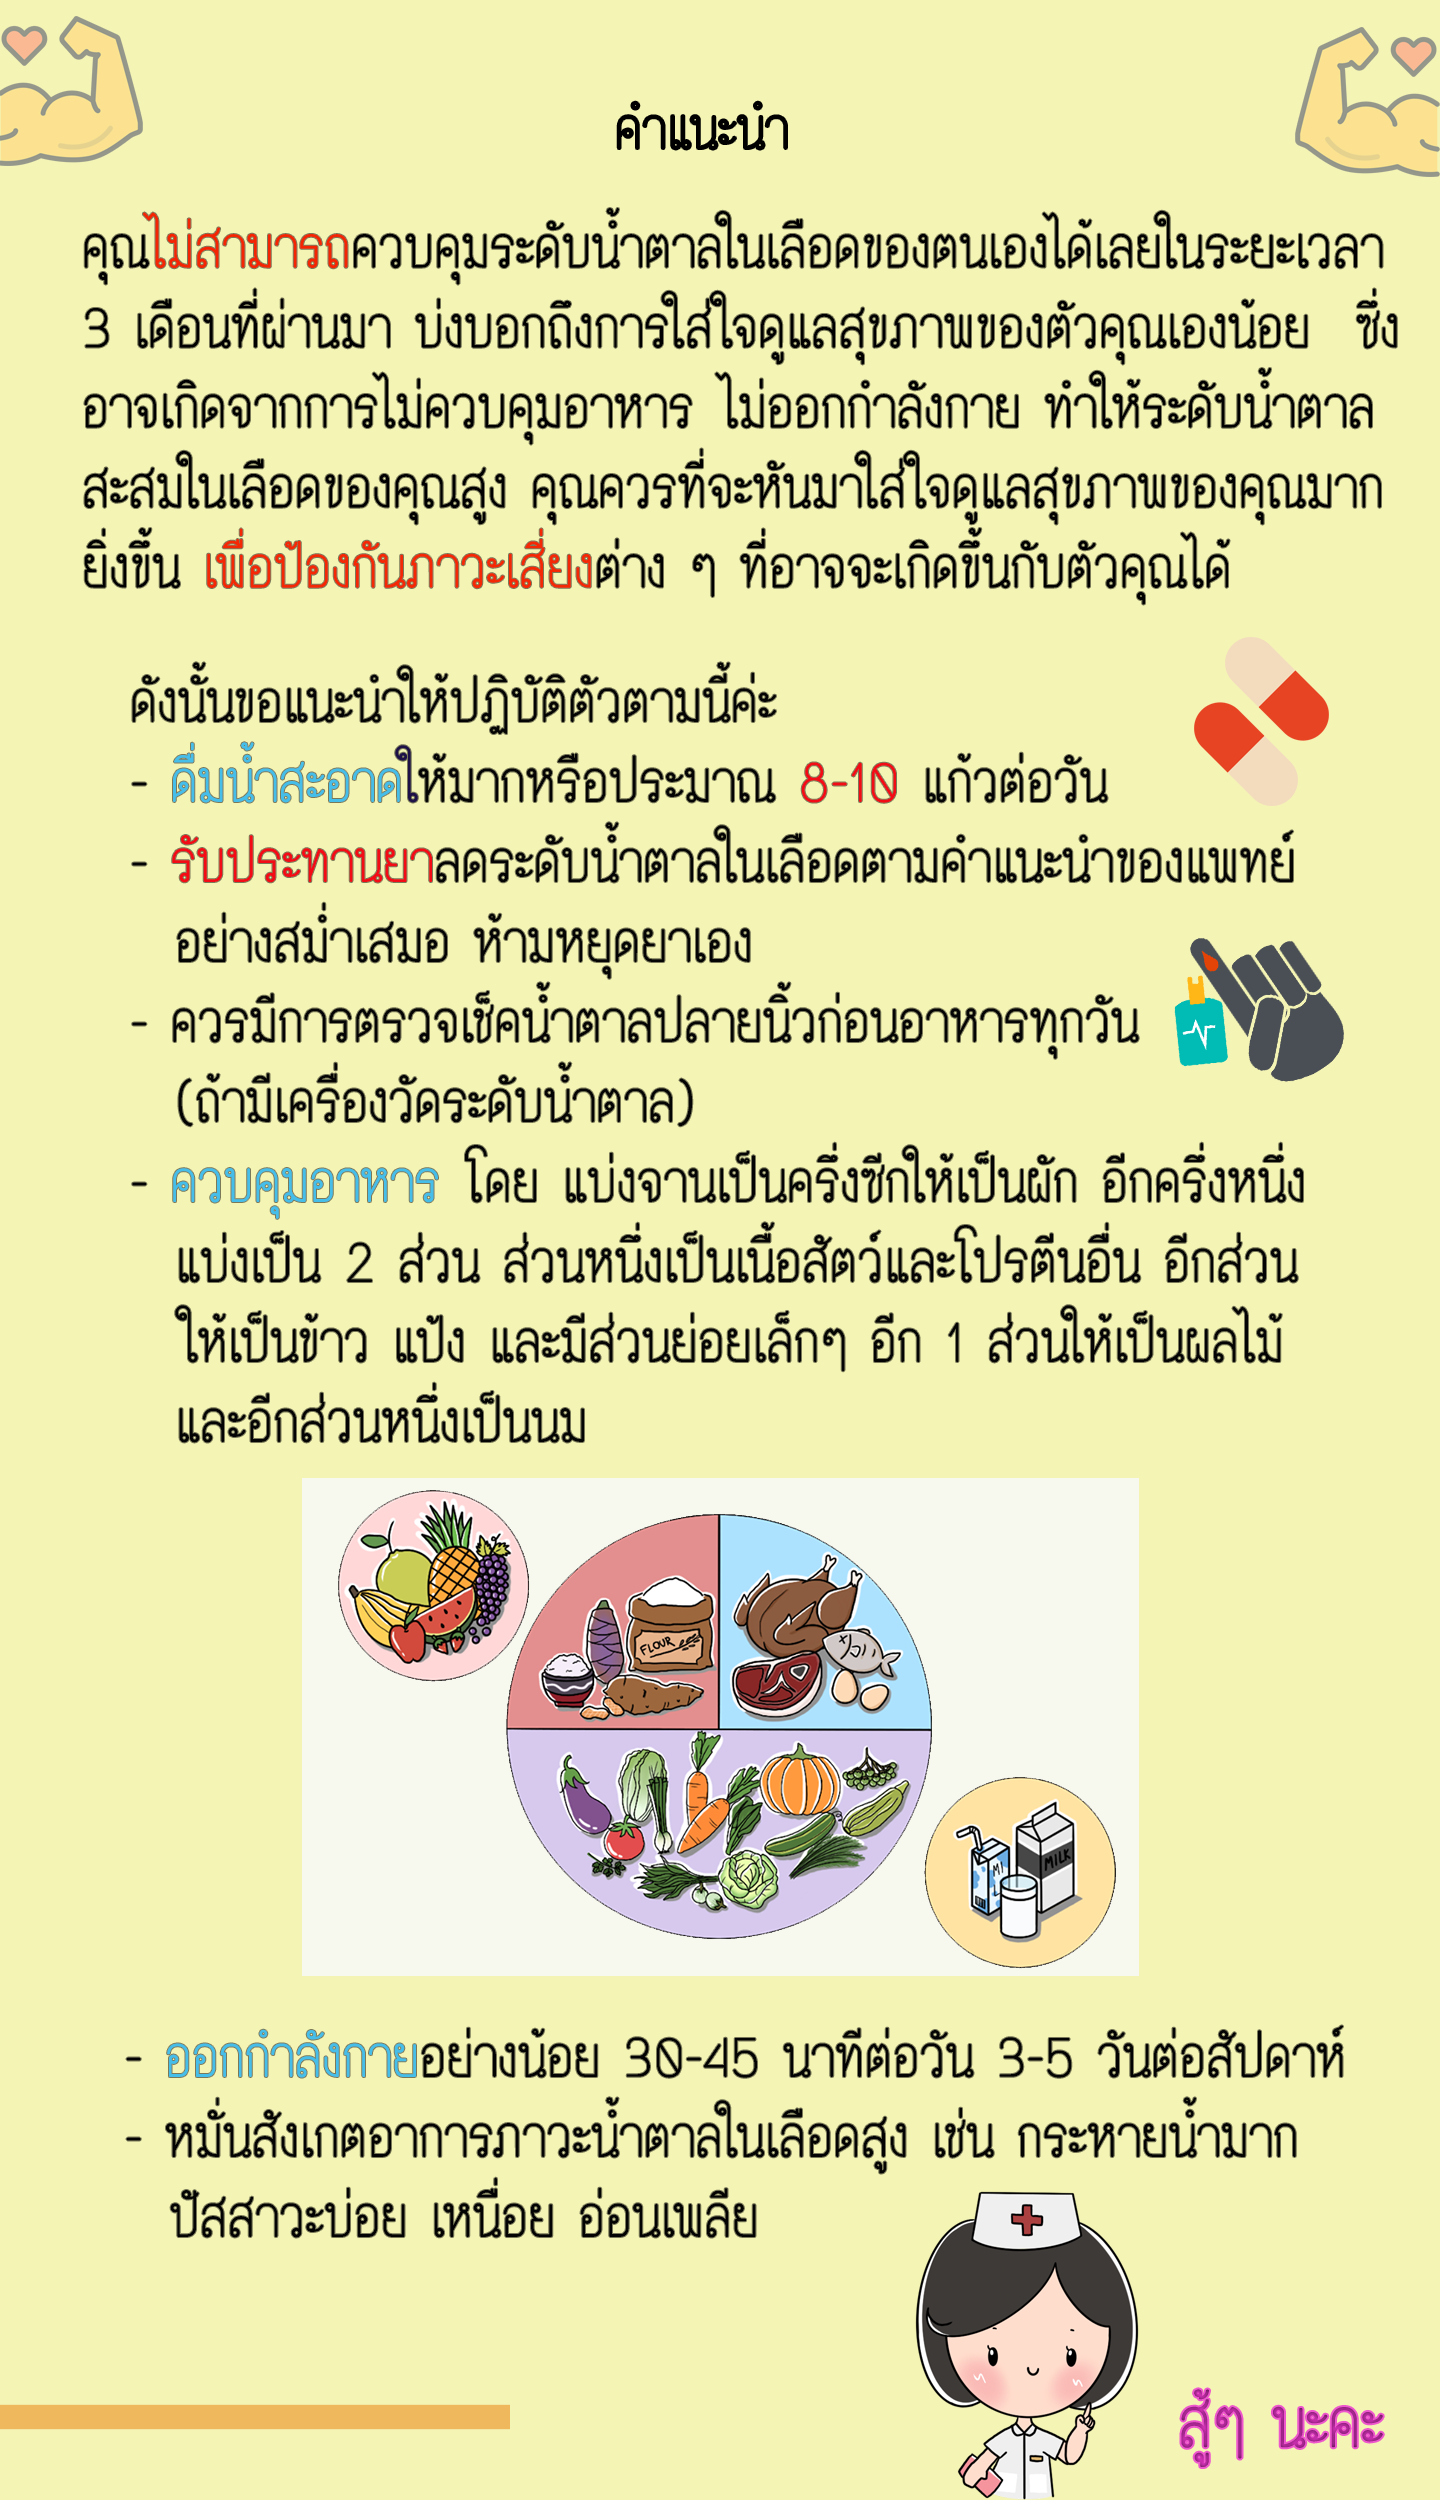 คำแนะนำ
คุณไม่สามารถควบคุมระดับน้ำตาลในเลือดของตนเองได้เลยในระยะเวลา
3 เดือนที่ผ่านมา บ่งบอกถึงการใส่ใจดูแลสุขภาพของตัวคุณเองน้อย ซึ่ง
อาจเกิดจากการไม่ควบคุมอาหาร ไม่ออกกำลังกาย ทำให้ระดับน้ำตาล
สะสมในเลือดของคุณสูง คุณควรที่จะหันมาใส่ใจดูแลสุขภาพของคุณมาก
ยิ่งขึ้น เพื่อป้องกันภาวะเสี่ยงต่าง ๆ ที่อาจจะเกิดขึ้นกับตัวคุณได้
ดังนั้นขอแนะนำให้ปฏิบัติตัวตามนี้ค่ะ
- ดื่มน้ำสะอาดให้มากหรือประมาณ 8-10 แก้วต่อวัน
- รับประทานยาลดระดับน้ำตาลในเลือดตามคำแนะนำของแพทย์
อย่างสม่ำเสมอ ห้ามหยุดยาเอง
- ควรมีการตรวจเช็คน้ำตาลปลายนิ้วก่อนอาหารทุกวัน
(ถ้ามีเครื่องวัดระดับน้ำตาล)
- ควบคุมอาหาร โดย แบ่งจานเป็นครึ่งซีกให้เป็นผัก อีกครึ่งหนึ่ง
แบ่งเป็น 2 ส่วน ส่วนหนึ่งเป็นเนื้อสัตว์และโปรตีนอื่น อีกส่วน
ให้เป็นข้าว แป้ง และมีส่วนย่อยเล็กๆ อีก 1 ส่วนให้เป็นผลไม้
และอีกส่วนหนึ่งเป็นนม
FLOUR
MILK
MI
- ออกกำลังกายอย่างน้อย 30-45 นาทีต่อวัน 3-5 วันต่อสัปดาห์
- หมั่นสังเกตอาการภาวะน้ำตาลในเลือดสูง เช่น กระหายน้ำมาก
ปัสสาวะบ่อย เหนื่อย อ่อนเพลีย
สู้ๆ นะคะ